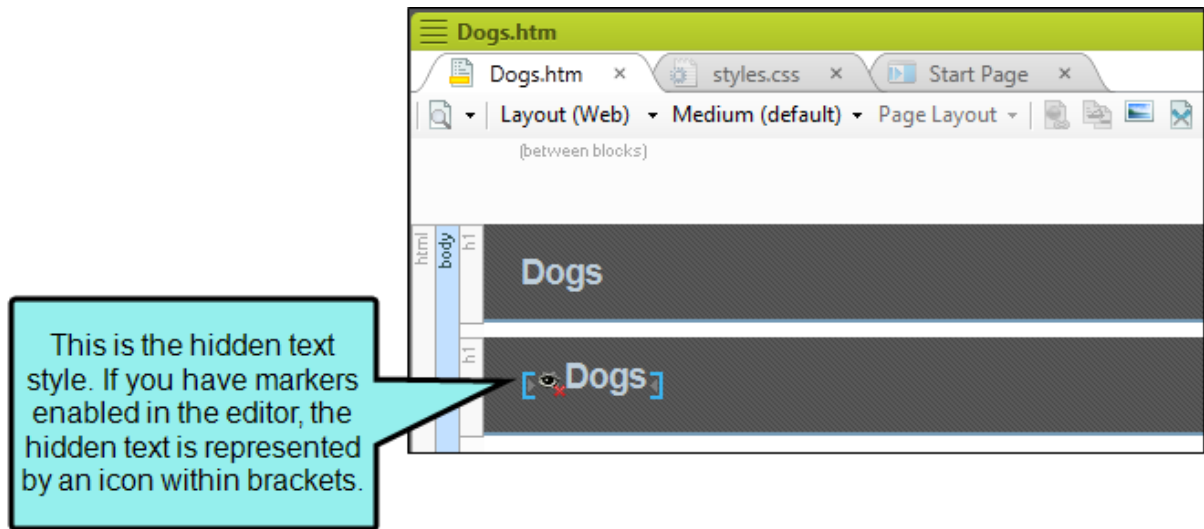 Dogs.htm
Dogs.htm × styles.css × Start Page ×
Layout (Web) Medium (default) Page Layout
(between blocks)
html
body
h1
Dogs
h1
Dogs
This is the hidden text
style. If you have markers
enabled in the editor, the
hidden text is represented
by an icon within brackets.